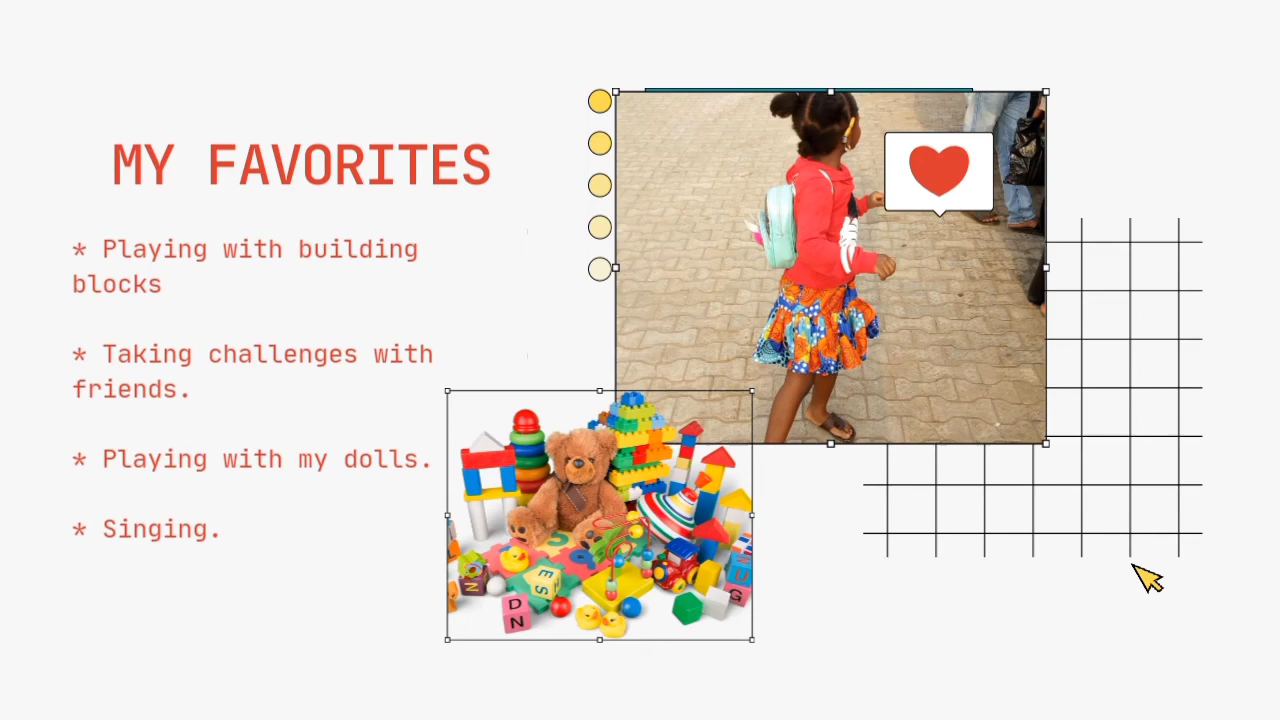 MY FAVORITES
* Playing with building
blocks
* Taking challenges with
friends.
* Playing with my dolls.
* Singing.
N
E S
D
N
U
G